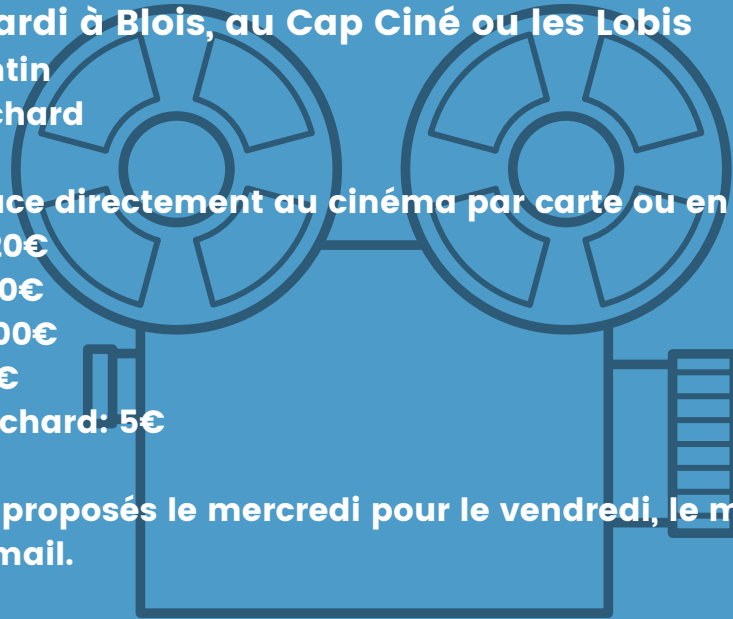 ardi à Blois, au Cap Ciné ou les Lobis
ntin
chard
ace directement au cinéma par carte ou en
20€
0€
00€
€
chard: 5€
proposés le mercredi pour le vendredi, le m
mail.